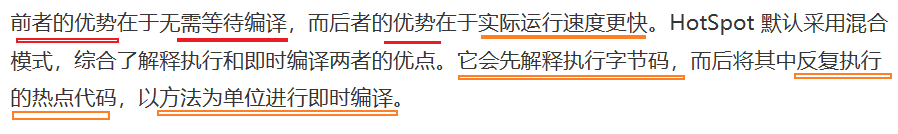 前者的优势在于无需等待编译，而后者的优势在于实际运行速度更快。HotSpot 默认采用混合
模式，综合了解释执行和即时编译两者的优点。它会先解释执行字节码，而后将其中反复执行
的热点代码，以方法为单位进行即时编译。